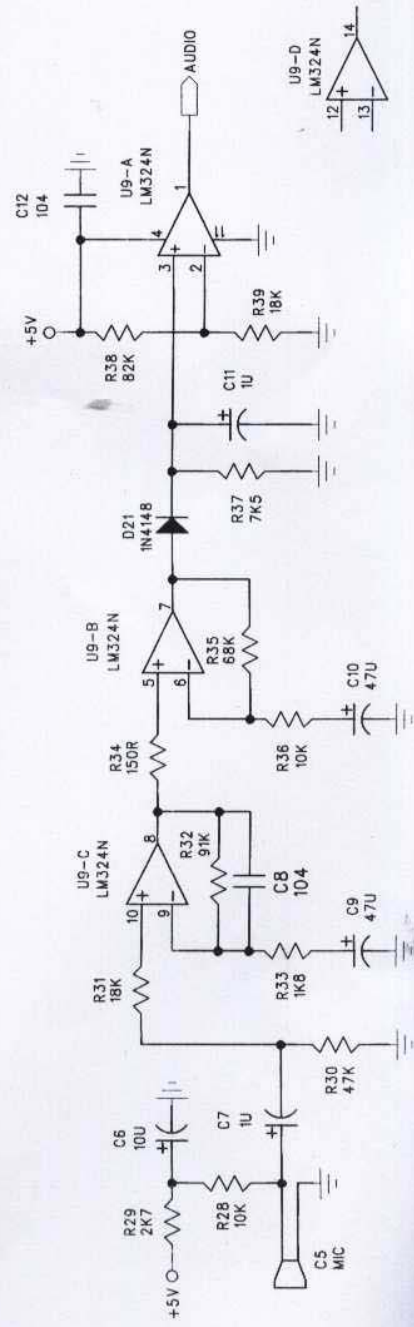 +5V
R29
2K7
C6
10U
+
R28
10K
C5
MIC
C7
1U
+
R30
47K
R31
18K
U9-C
LM324N
10
+
9
-
8
R32
91K
C8
104
R33
1K8
C9
47U
+
R34
150R
U9-B
LM324N
5
+
6
-
7
R35
68K
R36
10K
C10
47U
+
D21
1N4148
R37
7K5
C11
1U
+
+5V
R38
82K
R39
18K
C12
104
U9-A
LM324N
3
+
2
-
4
11
1
AUDIO
U9-D
LM324N
12
+
13
-
14